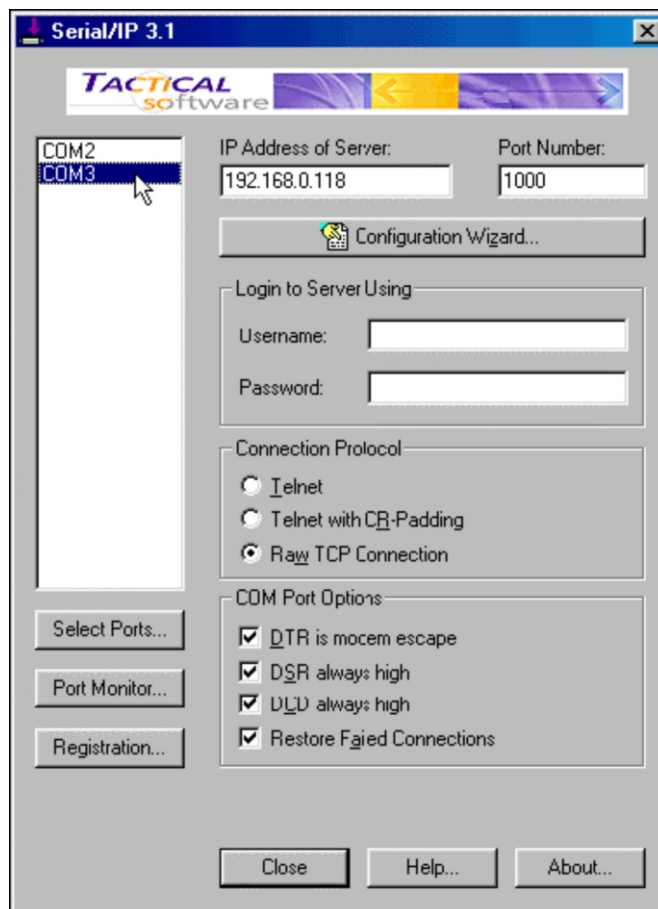 Serial/IP 3.1
TACTICAL
software
COM2
COM3
IP Address of Server:
Port Number:
192.168.0.118
1000
Configuration Wizard...
Login to Server Using
Username:
Password:
Connection Protocol
Telnet
Telnet with CR-Padding
Raw TCP Connection
COM Port Options
DTR is mocem escape
DSR always high
DCD always high
Restore Faied Connections
Select Ports...
Port Monitor...
Registration...
Close
Help...
About...